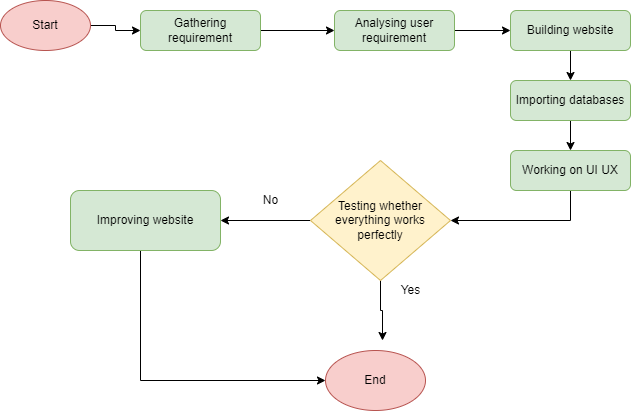 Start
Gathering
requirement
Analysing user
requirement
Building website
Importing databases
Working on UI UX
Testing whether
everything works
perfectly
No
Improving website
Yes
End